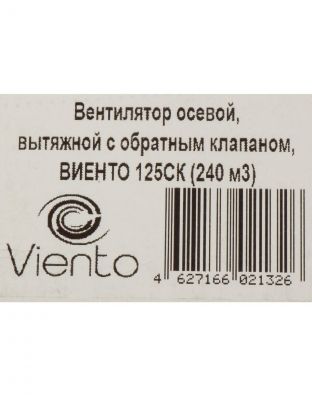 Вентилятор осевой,
вытяжной с обратным клапаном,
ВИЕНТО 125СК (240 м3)
Viento
4 627166 021326